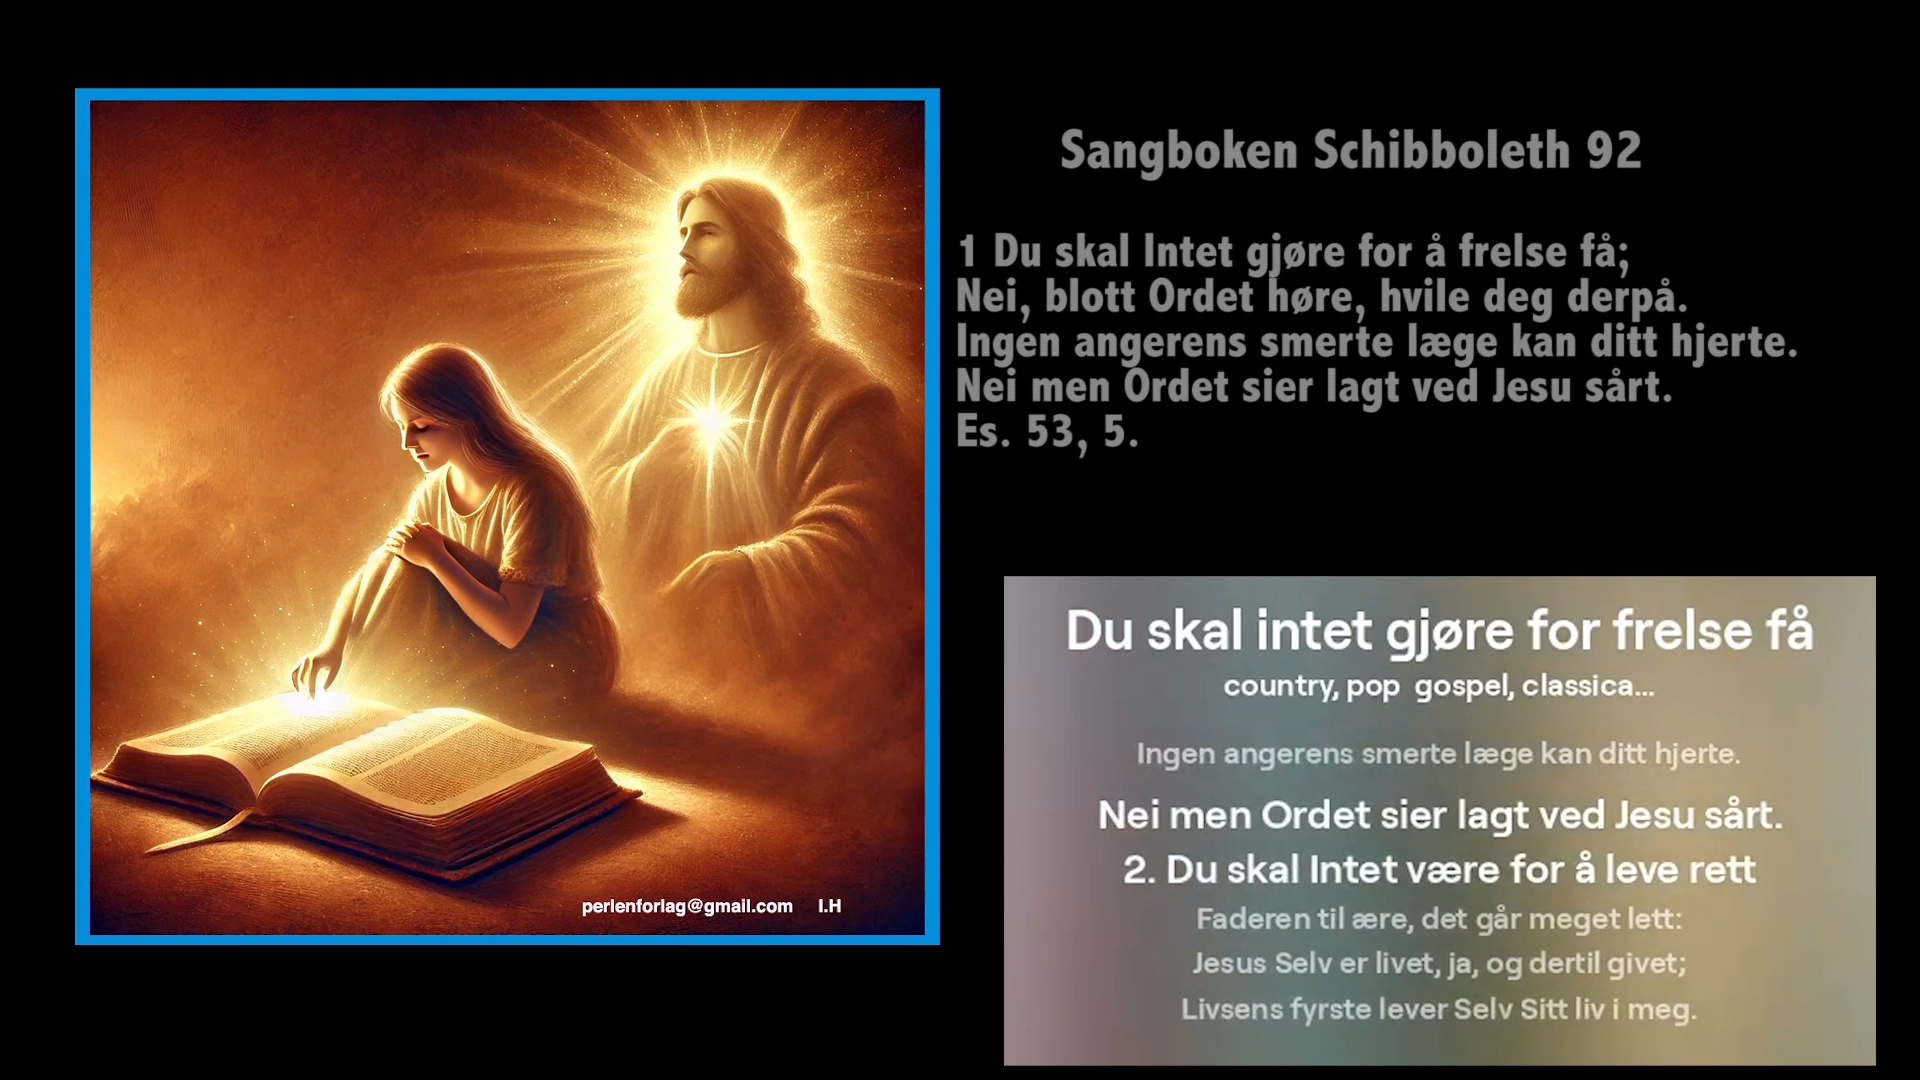 Sangboken Schibboleth 92
1 Du skal Intet gjøre for å frelse få;
Nei, blott Ordet høre, hvile deg derpå.
Ingen angerens smerte læge kan ditt hjerte.
Nei men Ordet sier lagt ved Jesu sårt.
Es. 53, 5.
perlenforlag@gmail.com I.H
Du skal intet gjøre for frelse få
country, pop gospel, classica...
Ingen angerens smerte læge kan ditt hjerte.
Nei men Ordet sier lagt ved Jesu sårt.
2. Du skal Intet være for å leve rett
Faderen til ære, det går meget lett:
Jesus Selv er livet, ja, og dertil givet;
Livsens fyrste lever Selv Sitt liv i meg.